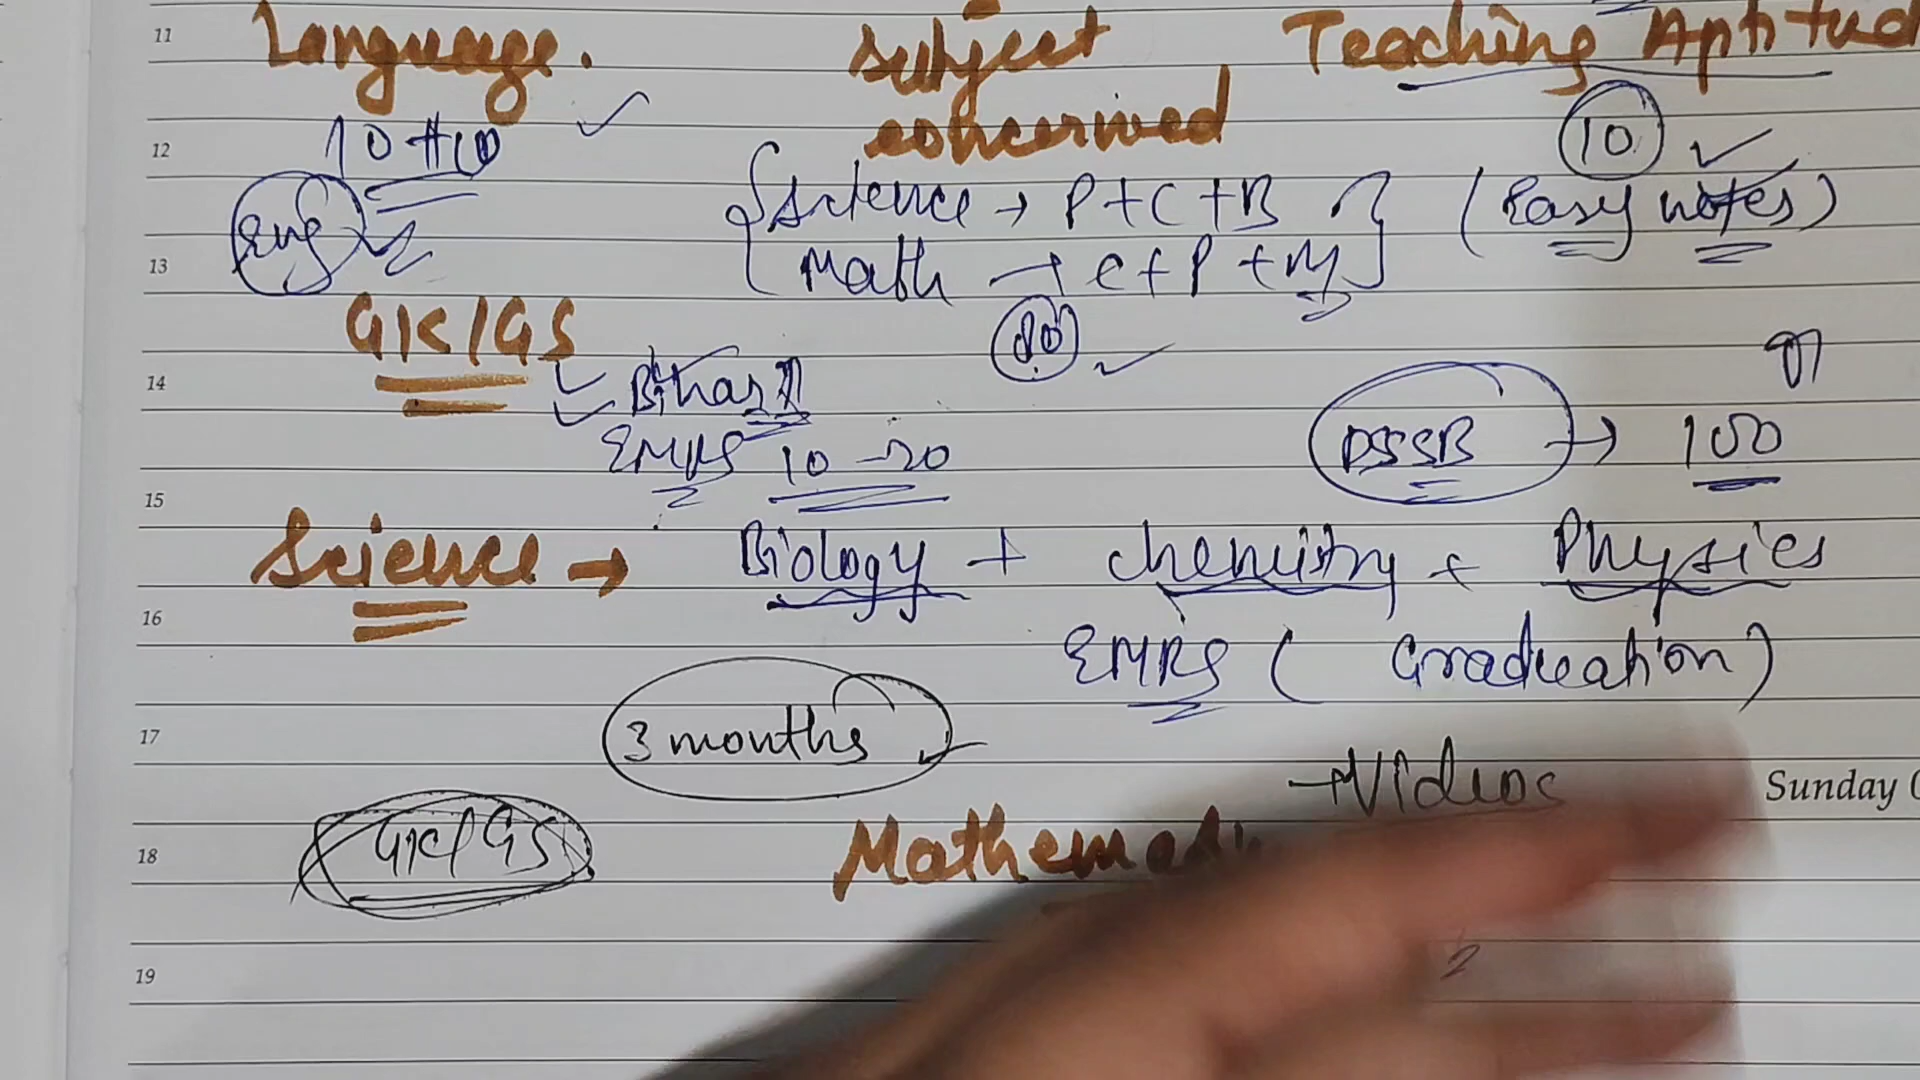 11 Language. subject Teaching Aptitud
12 10+10 concerned 10
Eng { Science → P+C+B } (Easy notes)
13 Math → C+P+M
GK/GS 80
14 Bihar
EMRS 10-20 DSSSB → 100
15
Science → Biology + chemistry + Physics
16
EMRS (Graduation)
17 3 months
→Videos
Sunday
18 GK/GS Mathema
19